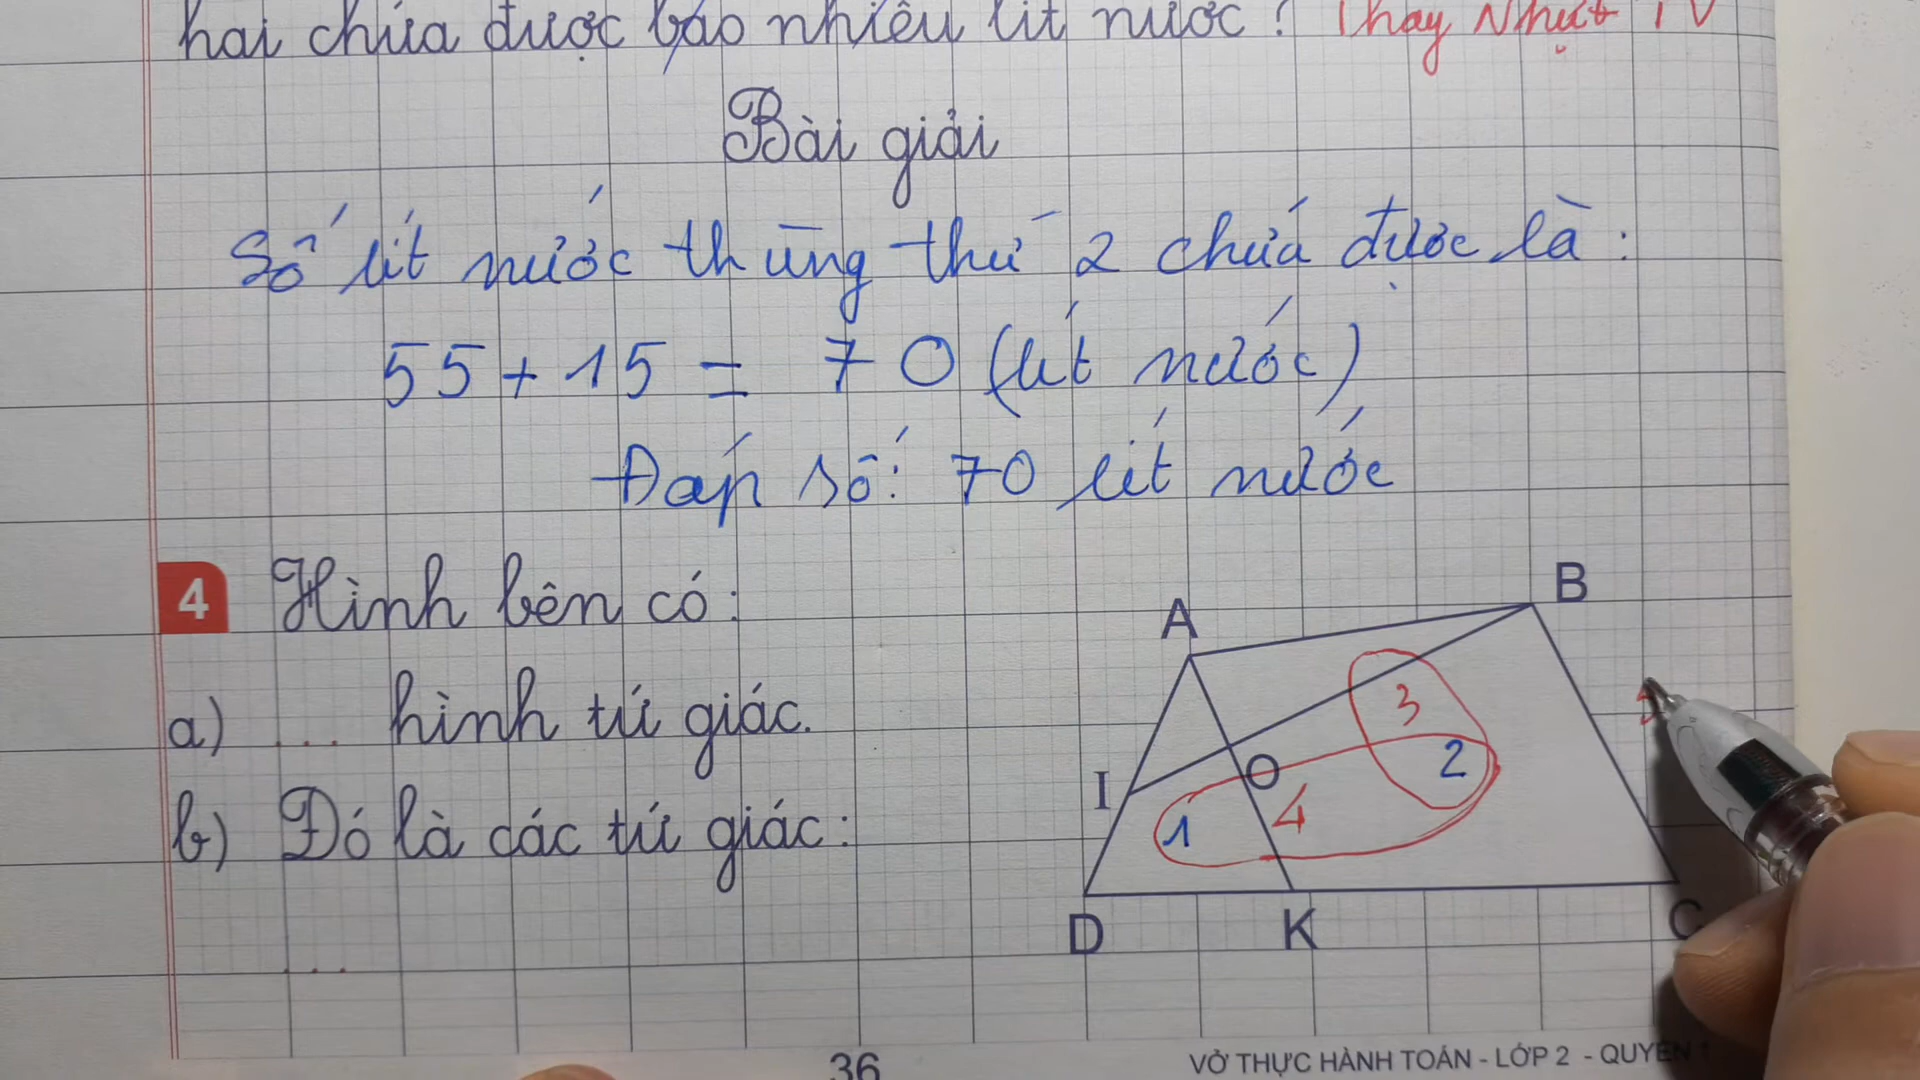 hai chứa được bao nhiêu lít nước? Thầy Nhựt TV
Bài giải
Số lít nước thùng thứ 2 chứa được là:
55 + 15 = 70 (lít nước)
Đáp số: 70 lít nước
4 Hình bên có:
a) ... hình tứ giác.
b) Đó là các tứ giác:
...
A B
3
2
I O
1 4
D K C
36
VỞ THỰC HÀNH TOÁN - LỚP 2 - QUYỂN 1